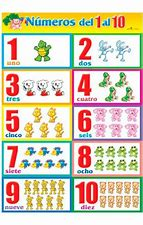 Números del 1 al 10
1
uno
2
dos
3
tres
4
cuatro
5
cinco
6
seis
7
siete
8
ocho
9
nueve
10
diez